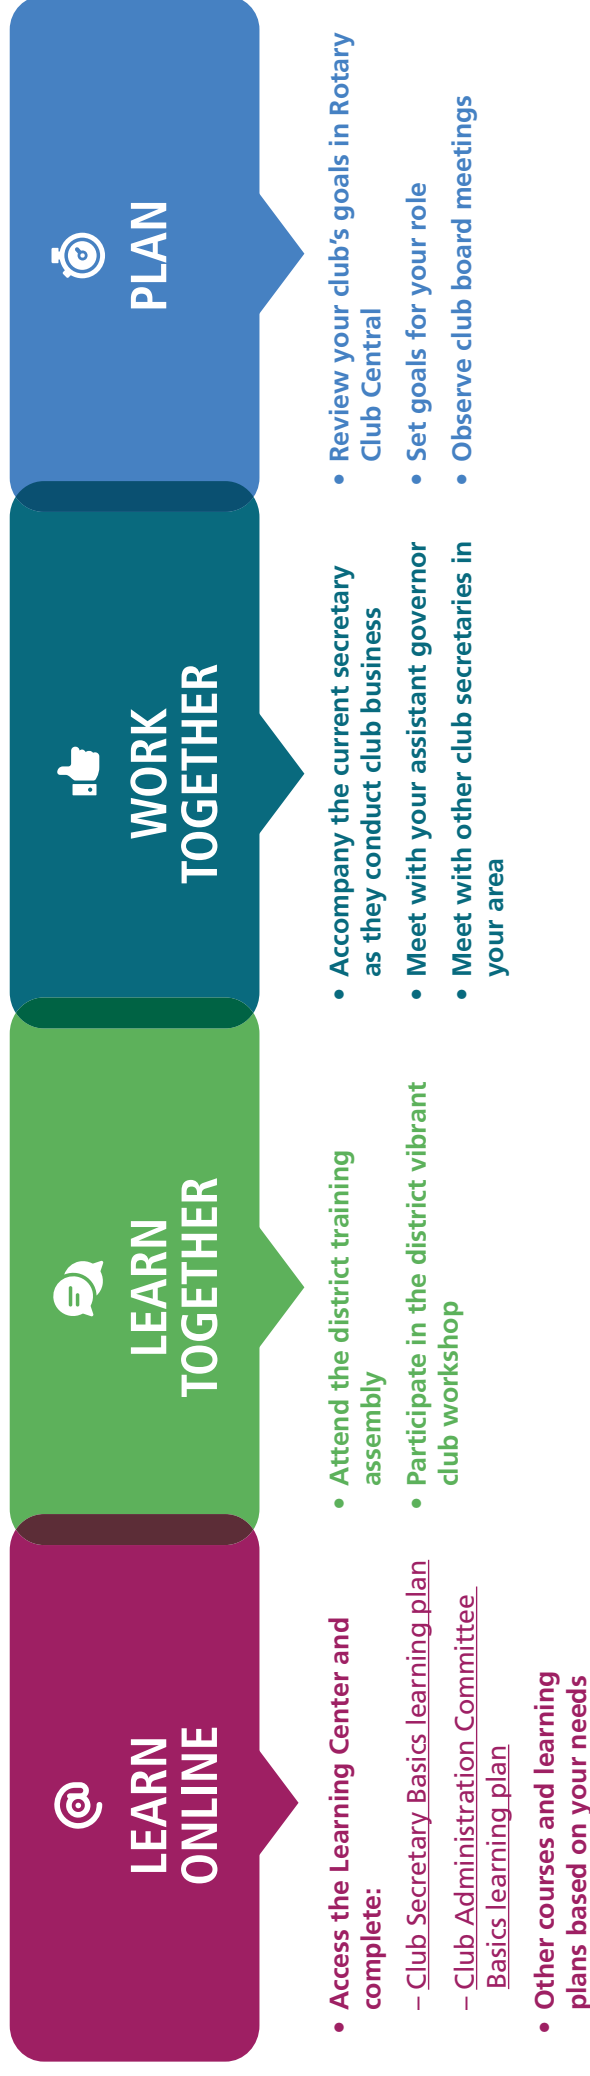 LEARN
ONLINE
• Access the Learning Center and
complete:
– Club Secretary Basics learning plan
– Club Administration Committee
Basics learning plan
• Other courses and learning
plans based on your needs
LEARN
TOGETHER
• Attend the district training
assembly
• Participate in the district vibrant
club workshop
WORK
TOGETHER
• Accompany the current secretary
as they conduct club business
• Meet with your assistant governor
• Meet with other club secretaries in
your area
PLAN
• Review your club’s goals in Rotary
Club Central
• Set goals for your role
• Observe club board meetings